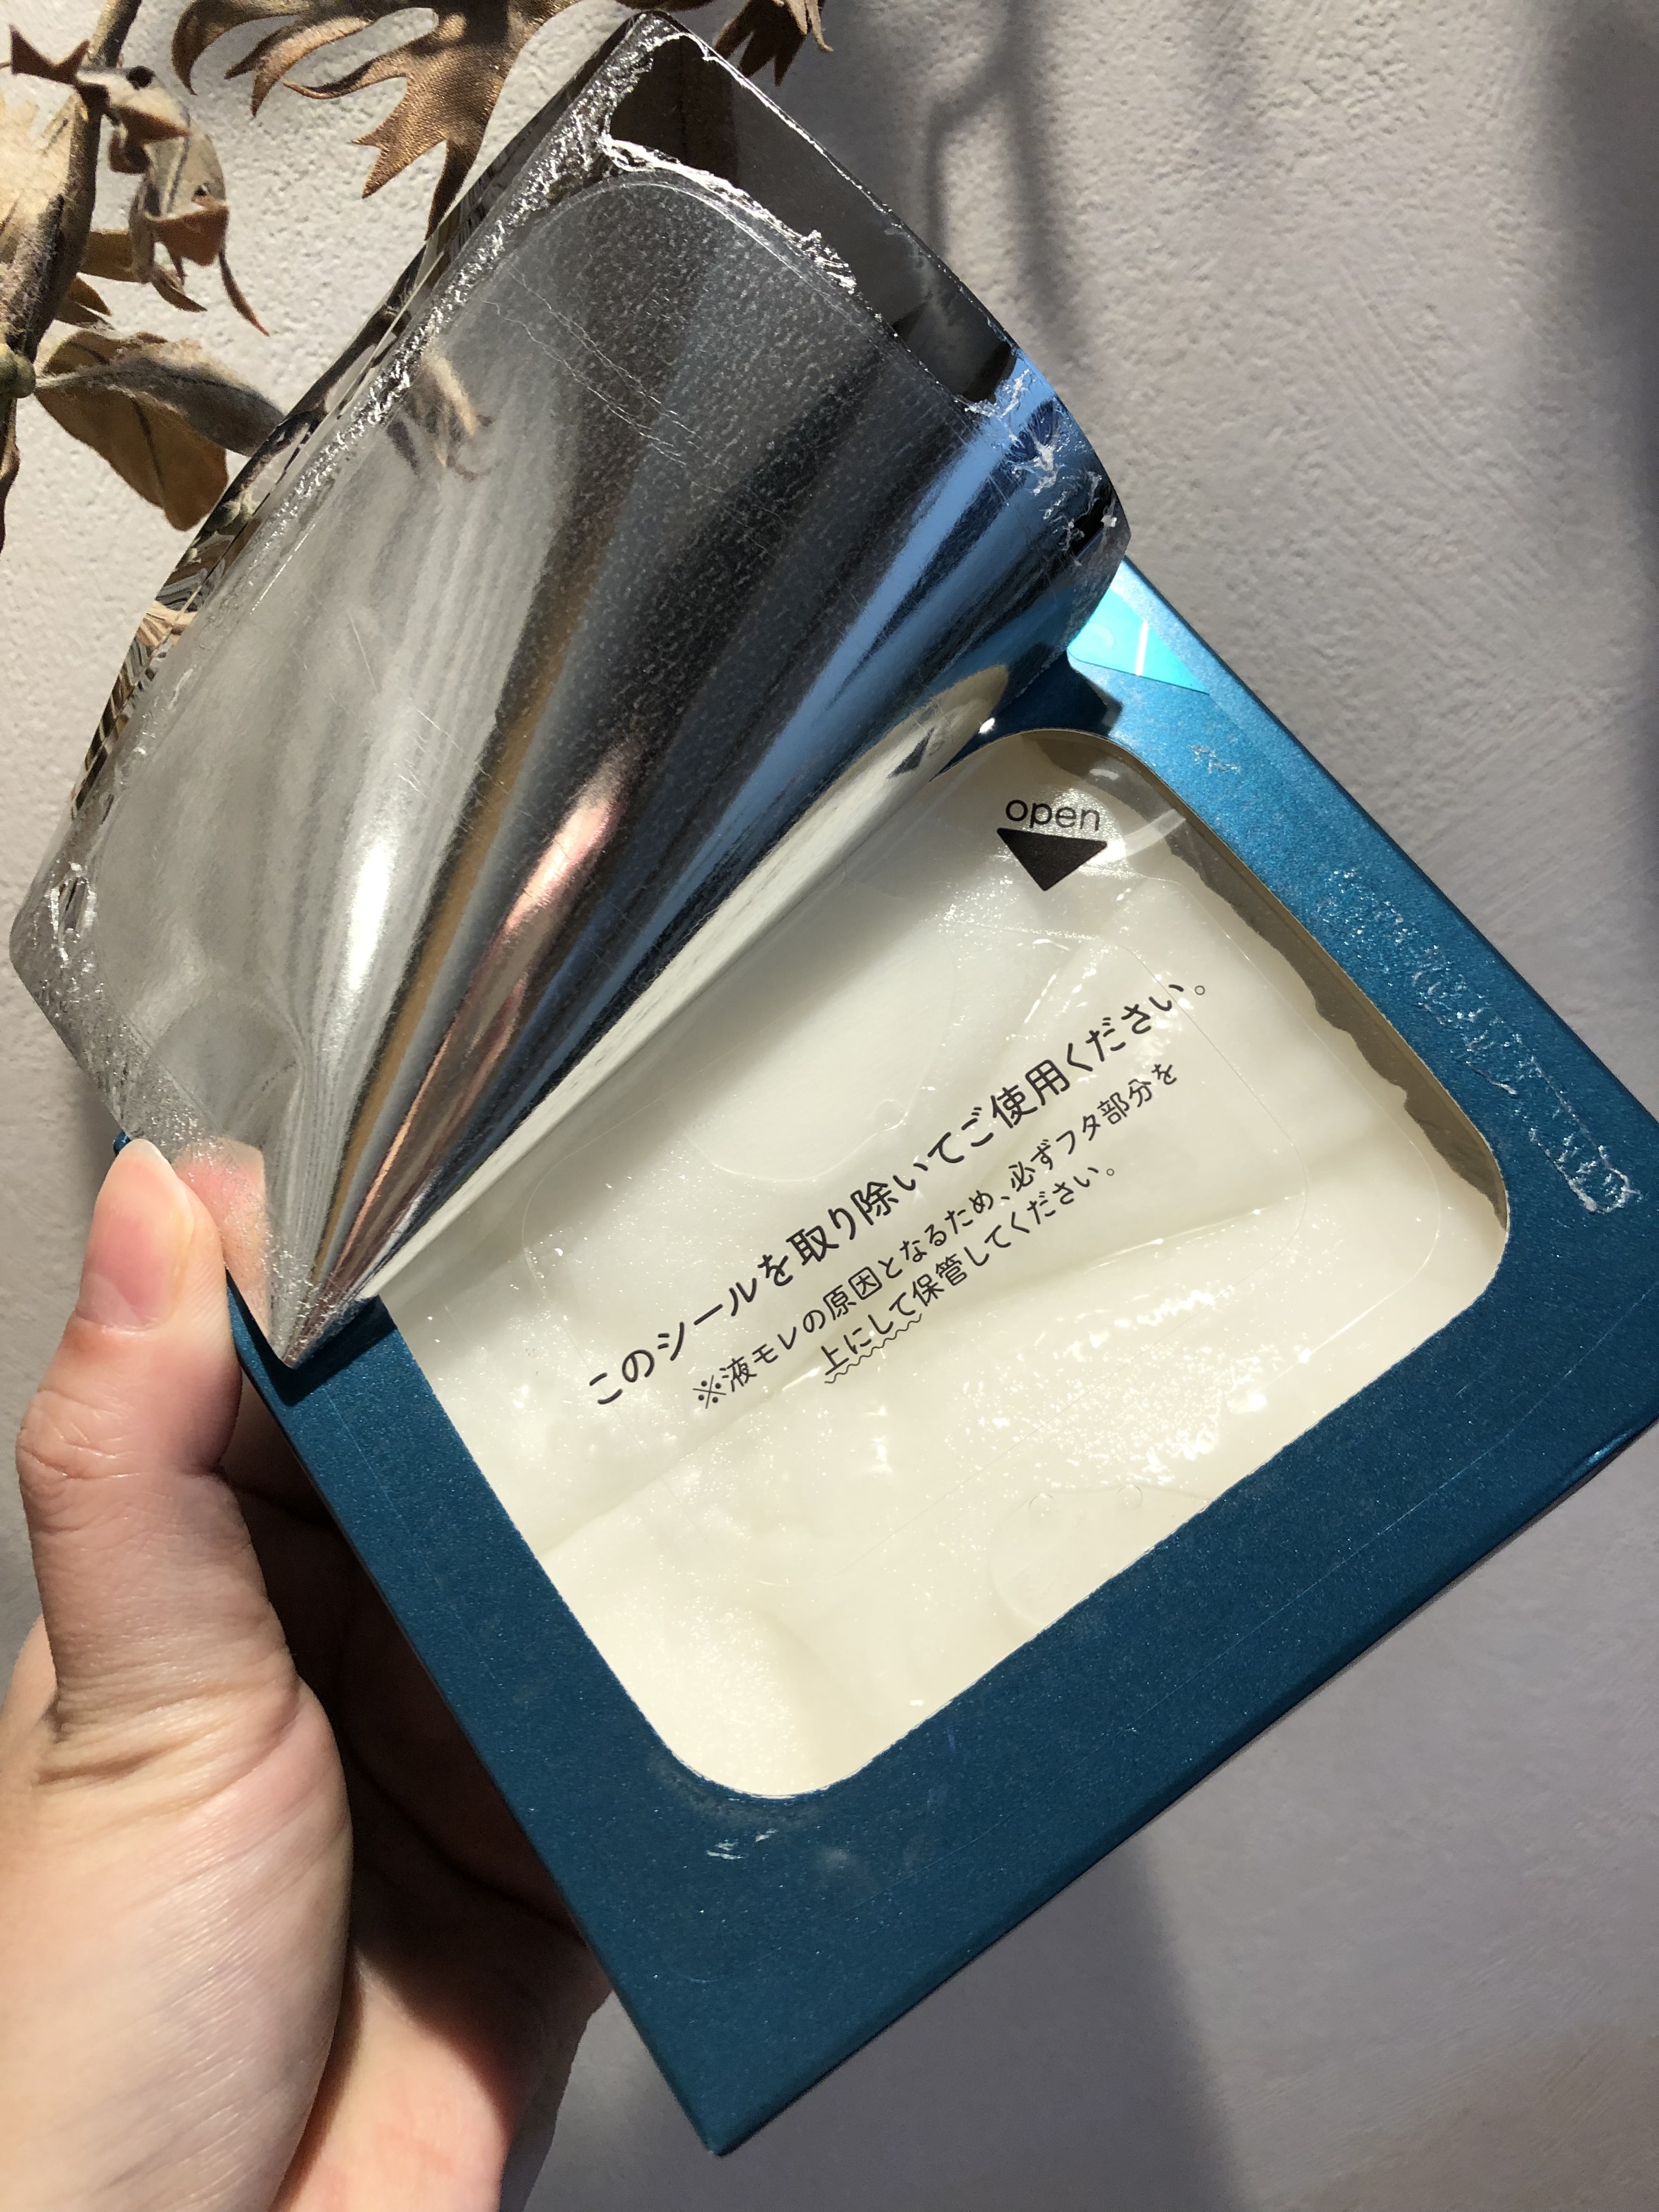 open
このシールを取り除いてご使用ください。
※液モレの原因となるため、必ずフタ部分を
上にして保管してください。